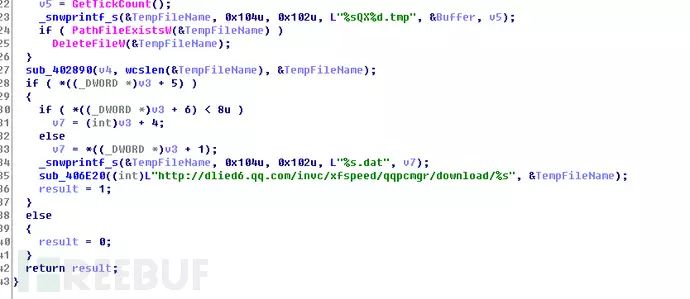 22 v5 = GetTickCount();
23 _snwprintf_s(&TempFileName, 0x104u, 0x102u, L"%sQX%d.tmp", &Buffer, v5);
24 if ( PathFileExistsW(&TempFileName) )
25 DeleteFileW(&TempFileName);
26 }
27 sub_402890(v4, wcslen(&TempFileName), &TempFileName);
28 if ( *((_DWORD *)v3 + 5) )
29 {
30 if ( *((_DWORD *)v3 + 6) < 8u )
31 v7 = (int)v3 + 4;
32 else
33 v7 = *((_DWORD *)v3 + 1);
34 _snwprintf_s(&TempFileName, 0x104u, 0x102u, L"%s.dat", v7);
35 sub_406E20((int)L"http://dlied6.qq.com/invc/xfspeed/qqpcmgr/download/%s", &TempFileName);
36 result = 1;
37 }
38 else
39 {
40 result = 0;
41 }
42 return result;
43 }
REEBUF